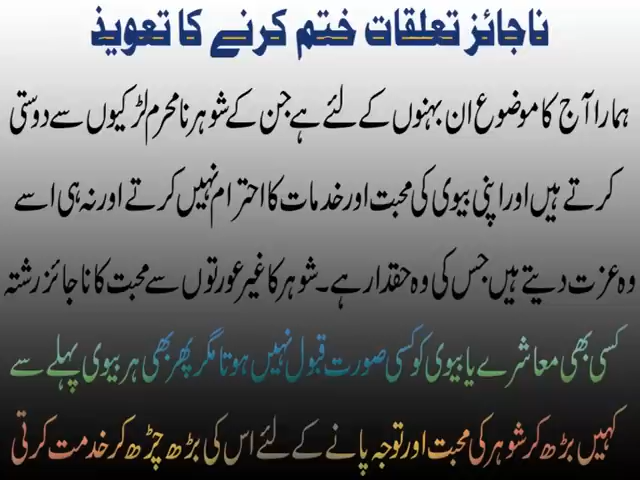 ناجائز تعلقات ختم کرنے کا تعویذ
ہمارا آج کا موضوع ان بہنوں کے لئے ہے جن کے شوہر نامحرم لڑکیوں سے دوستی
کرتے ہیں اور اپنی بیوی کی محبت اور خدمات کا احترام نہیں کرتے اور نہ ہی اسے
وہ عزت دیتے ہیں جس کی وہ حقدار ہے۔ شوہر کا غیر عورتوں سے محبت کا ناجائز رشتہ
کسی بھی معاشرے یا بیوی کو کسی صورت قبول نہیں ہوتا مگر پھر بھی ہر بیوی پہلے سے
کہیں بڑھ کر شوہر کی محبت اور توجہ پانے کے لئے اس کی بڑھ چڑھ کر خدمت کرتی